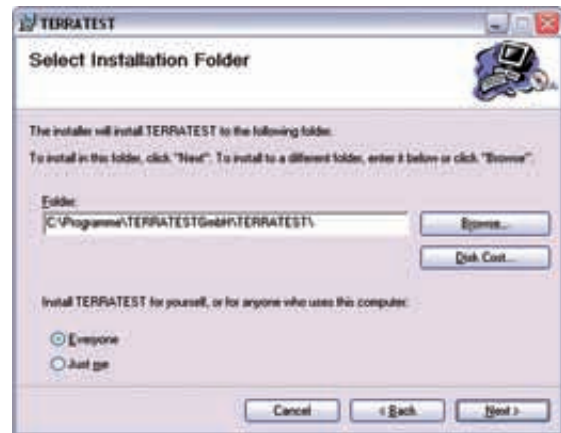 TERRATEST
Select Installation Folder
The installer will install TERRATEST to the following folder.
To install in this folder, click "Next". To install to a different folder, enter it below or click "Browse".
Folder:
C:\Programme\TERRATESTGmbH\TERRATEST\
Browse...
Disk Cost...
Install TERRATEST for yourself, or for anyone who uses this computer:
Everyone
Just me
Cancel
< Back
Next >